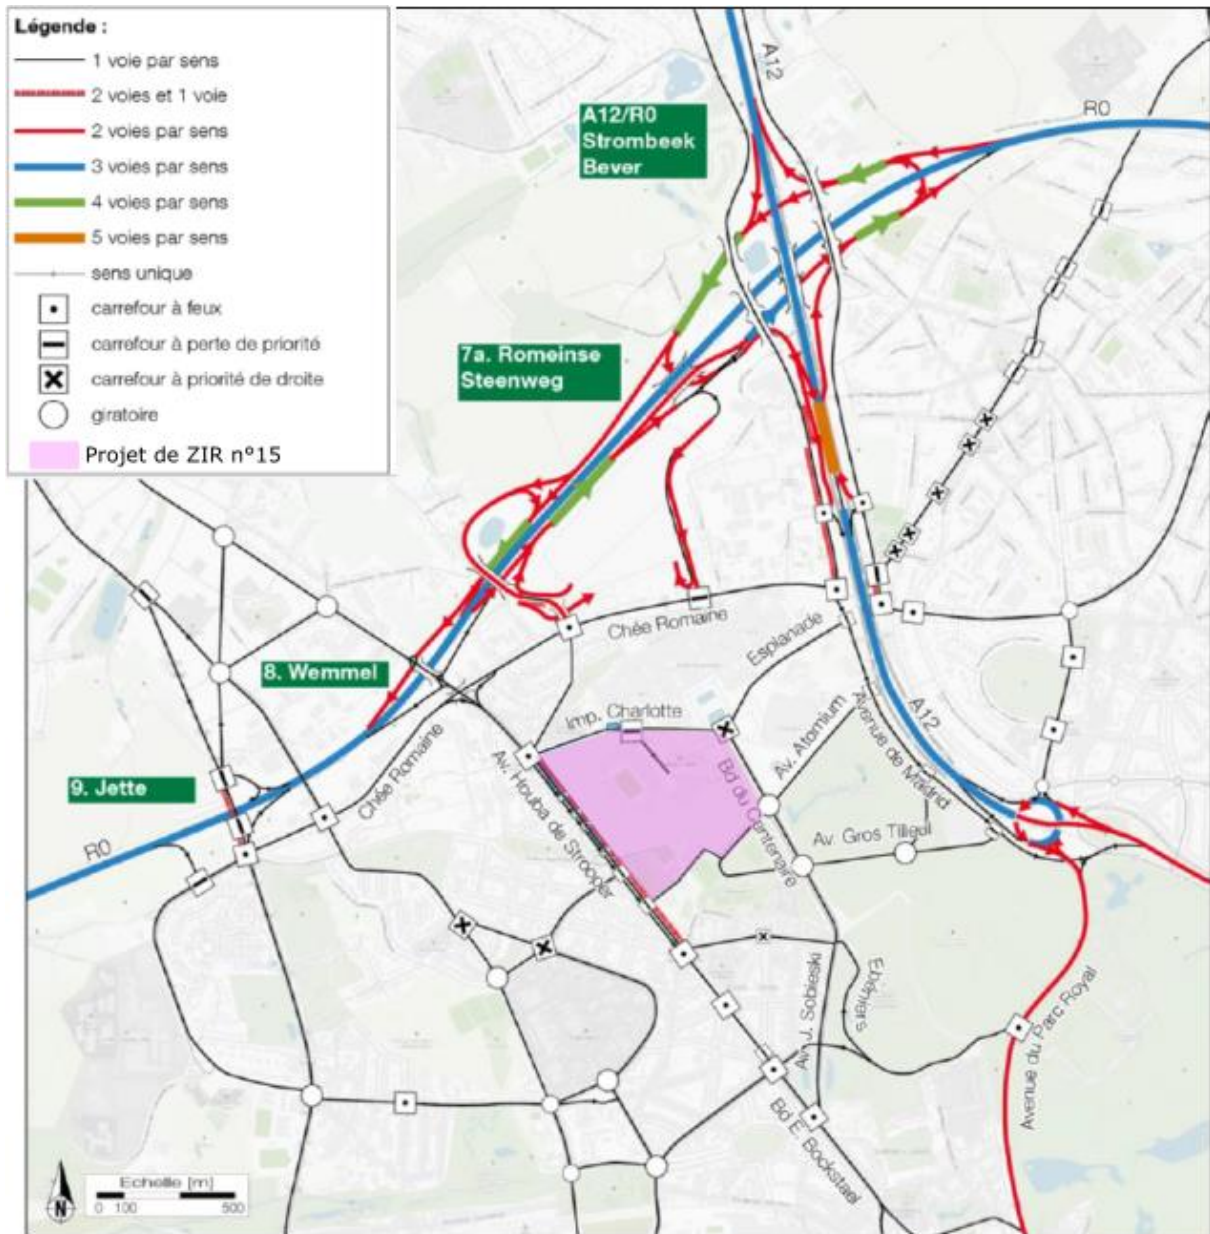 Légende :
1 voie par sens
2 voies et 1 voie
2 voies par sens
3 voies par sens
4 voies par sens
5 voies par sens
sens unique
carrefour à feux
carrefour à perte de priorité
carrefour à priorité de droite
giratoire
Projet de ZIR n°15
A12
R0
A12/R0
Strombeek
Bever
7a. Romeinse
Steenweg
Chée Romaine
Esplanade
8. Wemmel
Imp. Charlotte
Av. Atomium
Avenue de Madrid
A12
9. Jette
Chée Romaine
Av. Houba de Strooper
Bd du Centenaire
Av. Gros Tilleul
R0
Av. J. Sobieski
Ebéniers
Avenue du Parc Royal
Bd E. Bockstael
N
Echelle [m]
0 100 500